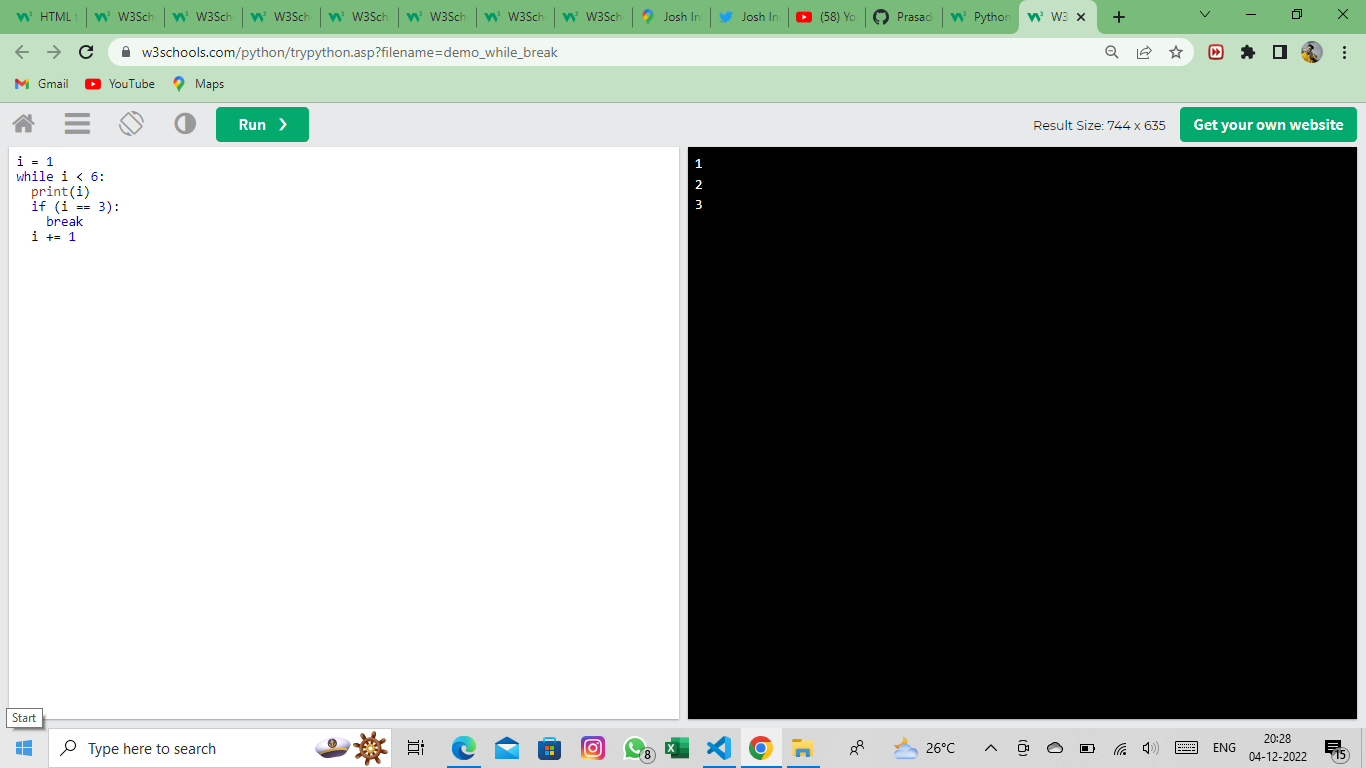 HTML t W3Sch W3Sch W3Sch W3Sch W3Sch W3Sch W3Sch Josh In Josh In (58) Yo Prasad Python W3
w3schools.com/python/trypython.asp?filename=demo_while_break
Gmail YouTube Maps
Run ❯ Result Size: 744 x 635 Get your own website
i = 1
while i < 6:
  print(i)
  if (i == 3):
    break
  i += 1
1
2
3
Start
Type here to search 8 26°C ENG 20:28
04-12-2022 15